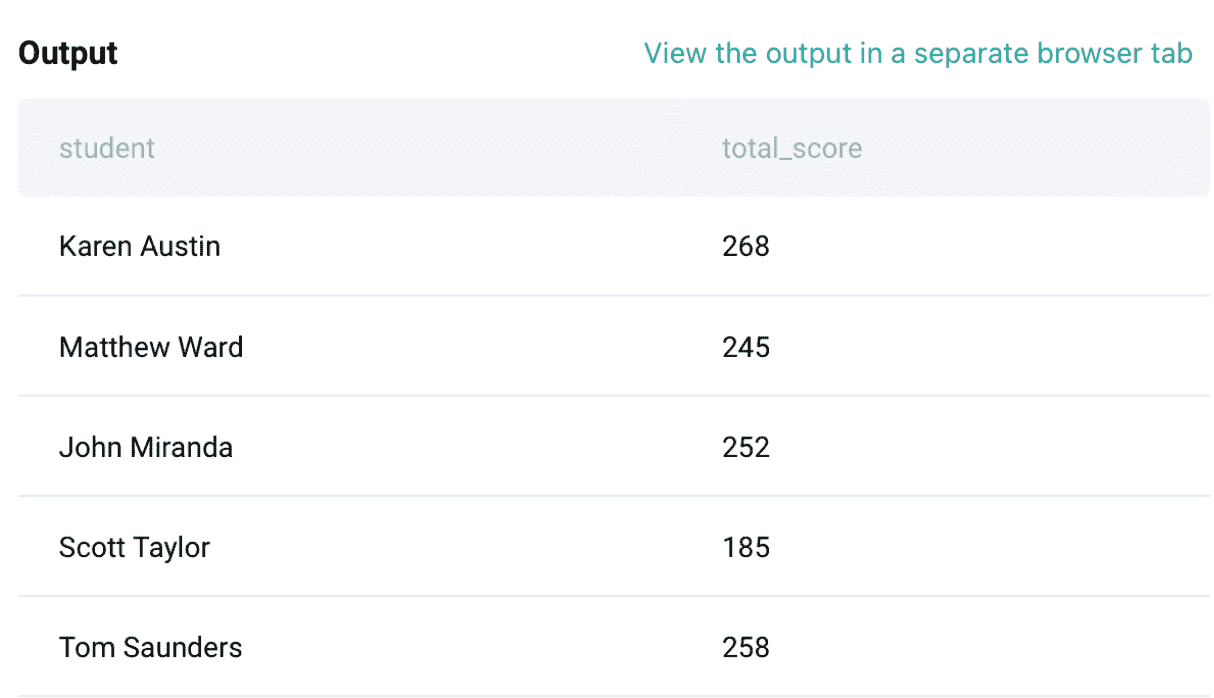 Output View the output in a separate browser tab
student total_score
Karen Austin 268
Matthew Ward 245
John Miranda 252
Scott Taylor 185
Tom Saunders 258